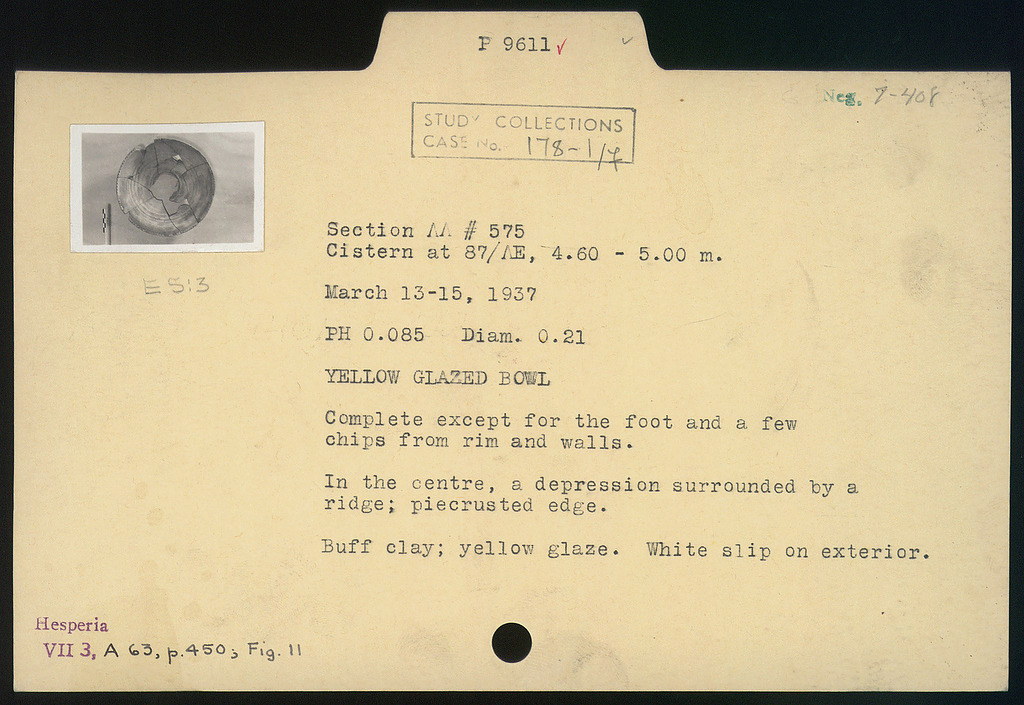 P 9611 ✓ ✓
Neg. 7-408
STUDY COLLECTIONS
CASE No. 178-1/4
Section ΛΛ # 575
Cistern at 87/ΛΕ, 4.60 - 5.00 m.
E 513
March 13-15, 1937
PH 0.085 Diam. 0.21
YELLOW GLAZED BOWL
Complete except for the foot and a few
chips from rim and walls.
In the centre, a depression surrounded by a
ridge; piecrusted edge.
Buff clay; yellow glaze. White slip on exterior.
Hesperia
VII 3, A 63, p.450; Fig. 11